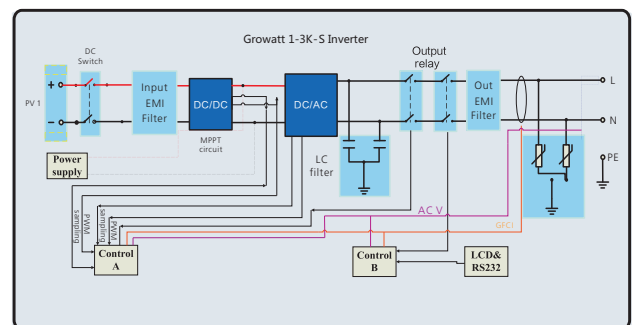 Growatt 1-3K-S Inverter
DC
Switch
Output
relay
PV 1
+
−
Input
EMI
Filter
DC/DC
DC/AC
Out
EMI
Filter
L
N
MPPT
circuit
LC
filter
PE
Power
supply
sampling
PWM
sampling
PWM
AC V
GFCI
Control
A
Control
B
LCD&
RS232